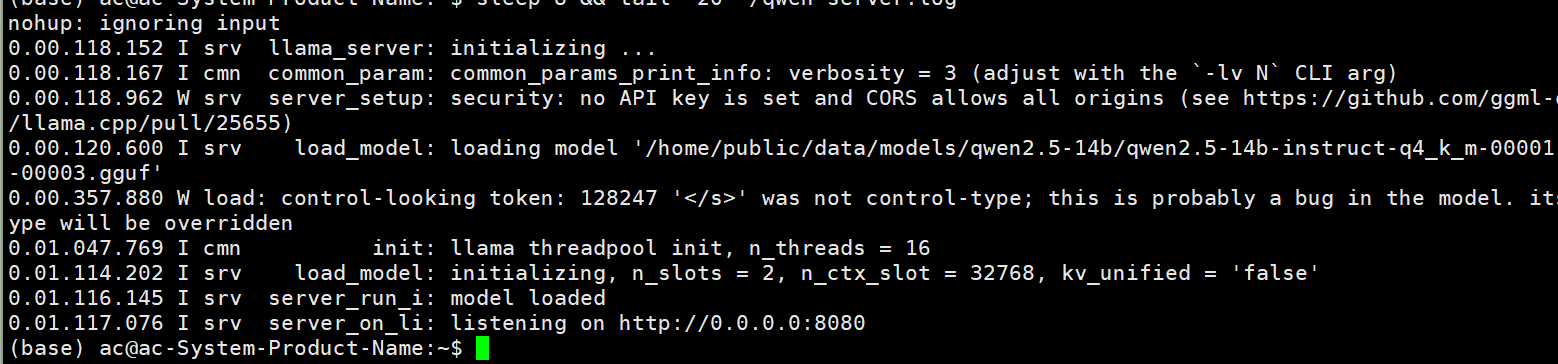 nohup: ignoring input
0.00.118.152 I srv  llama_server: initializing ...
0.00.118.167 I cmn  common_param: common_params_print_info: verbosity = 3 (adjust with the `-lv N` CLI arg)
0.00.118.962 W srv  server_setup: security: no API key is set and CORS allows all origins (see https://github.com/ggml-
/llama.cpp/pull/25655)
0.00.120.600 I srv    load_model: loading model '/home/public/data/models/qwen2.5-14b/qwen2.5-14b-instruct-q4_k_m-00001
-00003.gguf'
0.00.357.880 W load: control-looking token: 128247 '</s>' was not control-type; this is probably a bug in the model. its
ype will be overridden
0.01.047.769 I cmn          init: llama threadpool init, n_threads = 16
0.01.114.202 I srv    load_model: initializing, n_slots = 2, n_ctx_slot = 32768, kv_unified = 'false'
0.01.116.145 I srv  server_run_i: model loaded
0.01.117.076 I srv  server_on_li: listening on http://0.0.0.0:8080
(base) ac@ac-System-Product-Name:~$